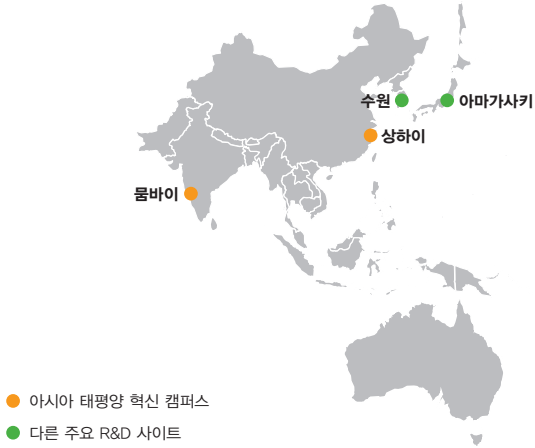 수원
아마가사키
상하이
뭄바이
아시아 태평양 혁신 캠퍼스
다른 주요 R&D 사이트